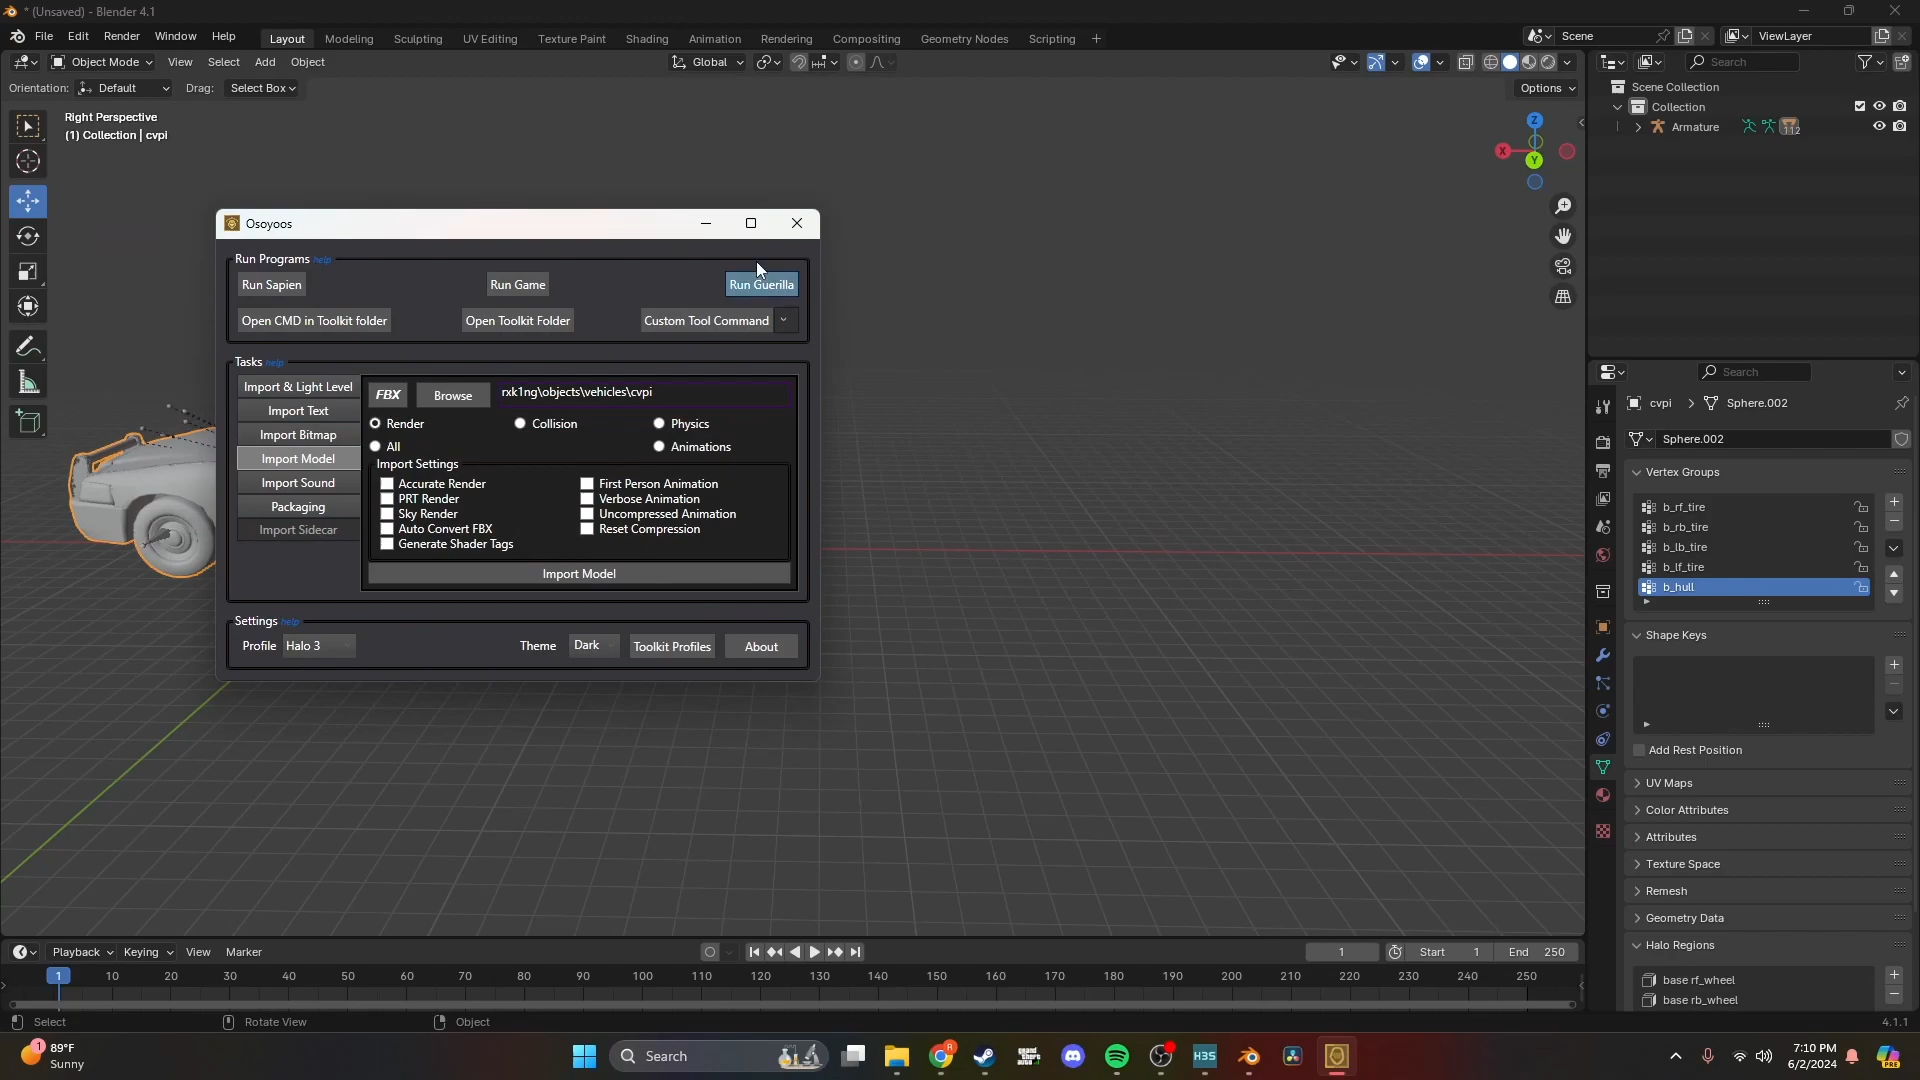 * (Unsaved) - Blender 4.1
File Edit Render Window Help
Layout Modeling Sculpting UV Editing Texture Paint Shading Animation Rendering Compositing Geometry Nodes Scripting +
Scene ViewLayer
Object Mode View Select Add Object
Global
Search
Orientation: Default Drag: Select Box
Options
Scene Collection
Collection
Armature 112
Right Perspective
(1) Collection | cvpi
Z
X
Y
Osoyoos
Run Programs help
Run Sapien Run Game Run Guerilla
Open CMD in Toolkit folder Open Toolkit Folder Custom Tool Command
Tasks help
Import & Light Level
Import Text
Import Bitmap
Import Model
Import Sound
Packaging
Import Sidecar
FBX Browse rxk1ng\objects\vehicles\cvpi
Render Collision Physics
All Animations
Import Settings
Accurate Render First Person Animation
PRT Render Verbose Animation
Sky Render Uncompressed Animation
Auto Convert FBX Reset Compression
Generate Shader Tags
Import Model
Settings help
Profile Halo 3 Theme Dark Toolkit Profiles About
Search
cvpi > Sphere.002
Sphere.002
Vertex Groups
b_rf_tire
b_rb_tire
b_lb_tire
b_lf_tire
b_hull
Shape Keys
Add Rest Position
UV Maps
Color Attributes
Attributes
Texture Space
Remesh
Geometry Data
Halo Regions
base rf_wheel
base rb_wheel
Playback Keying View Marker
1 Start 1 End 250
1 10 20 30 40 50 60 70 80 90 100 110 120 130 140 150 160 170 180 190 200 210 220 230 240 250
Select Rotate View Object
4.1.1
1 89°F
Sunny
Search
R
H3S
7:10 PM
6/2/2024
PRE